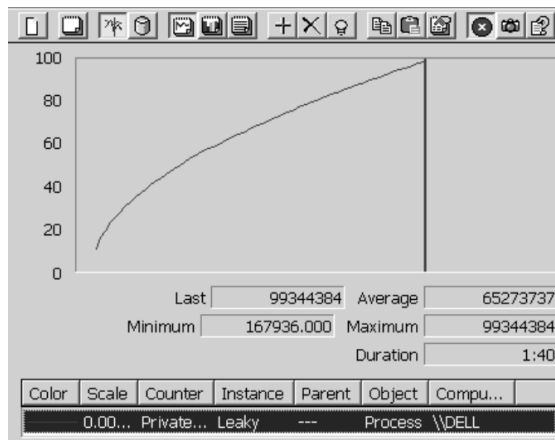 100
80
60
40
20
0
Last 99344384 Average 65273737
Minimum 167936.000 Maximum 99344384
Duration 1:40
Color Scale Counter Instance Parent Object Compu...
0.00... Private... Leaky --- Process \\DELL